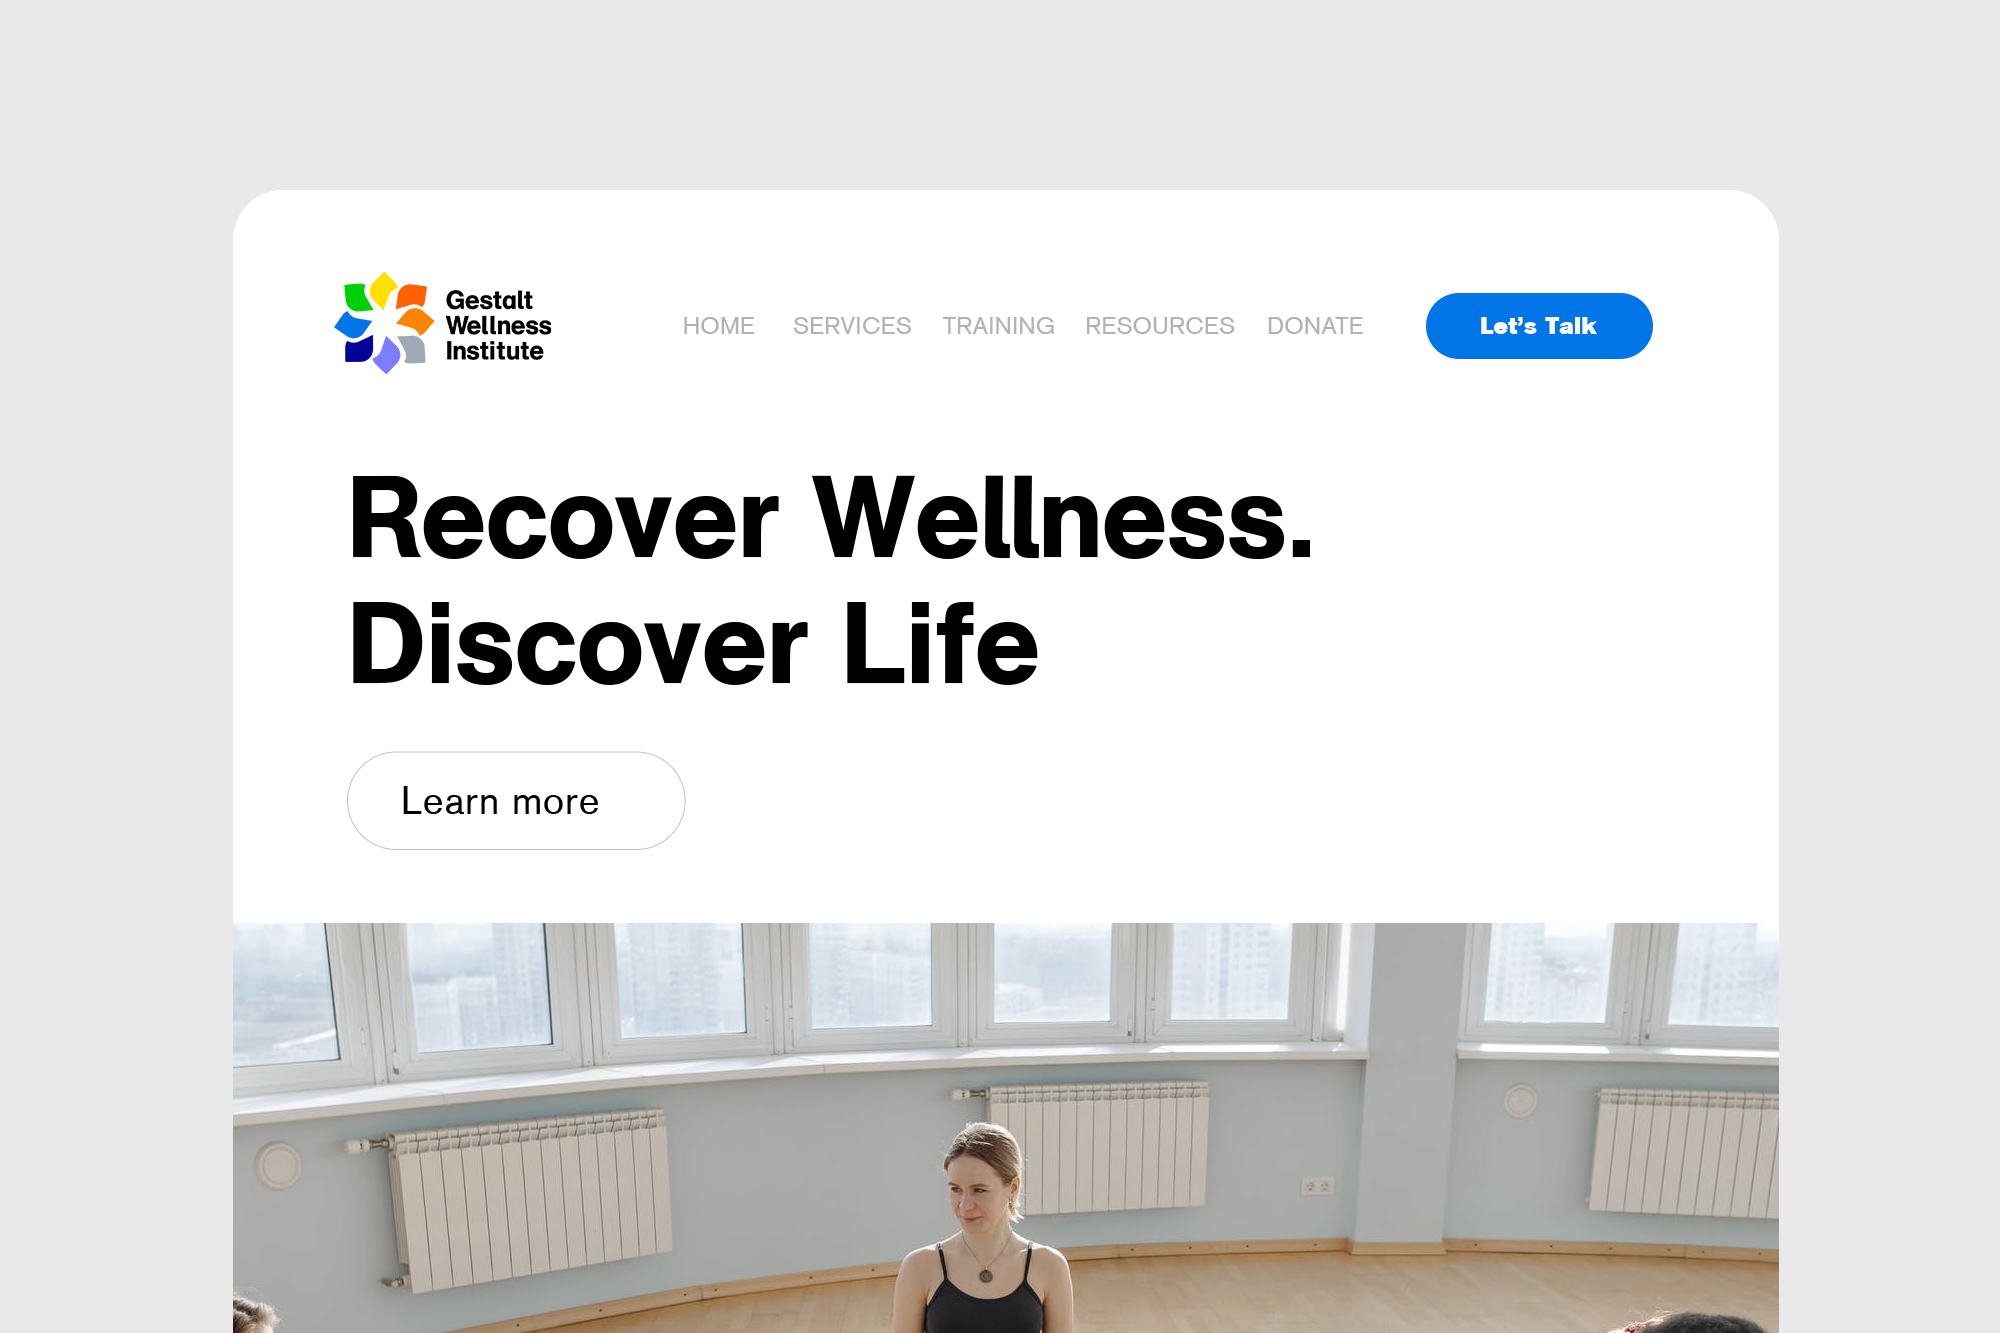 Gestalt
Wellness
Institute
HOME SERVICES TRAINING RESOURCES DONATE
Let’s Talk
Recover Wellness.
Discover Life
Learn more